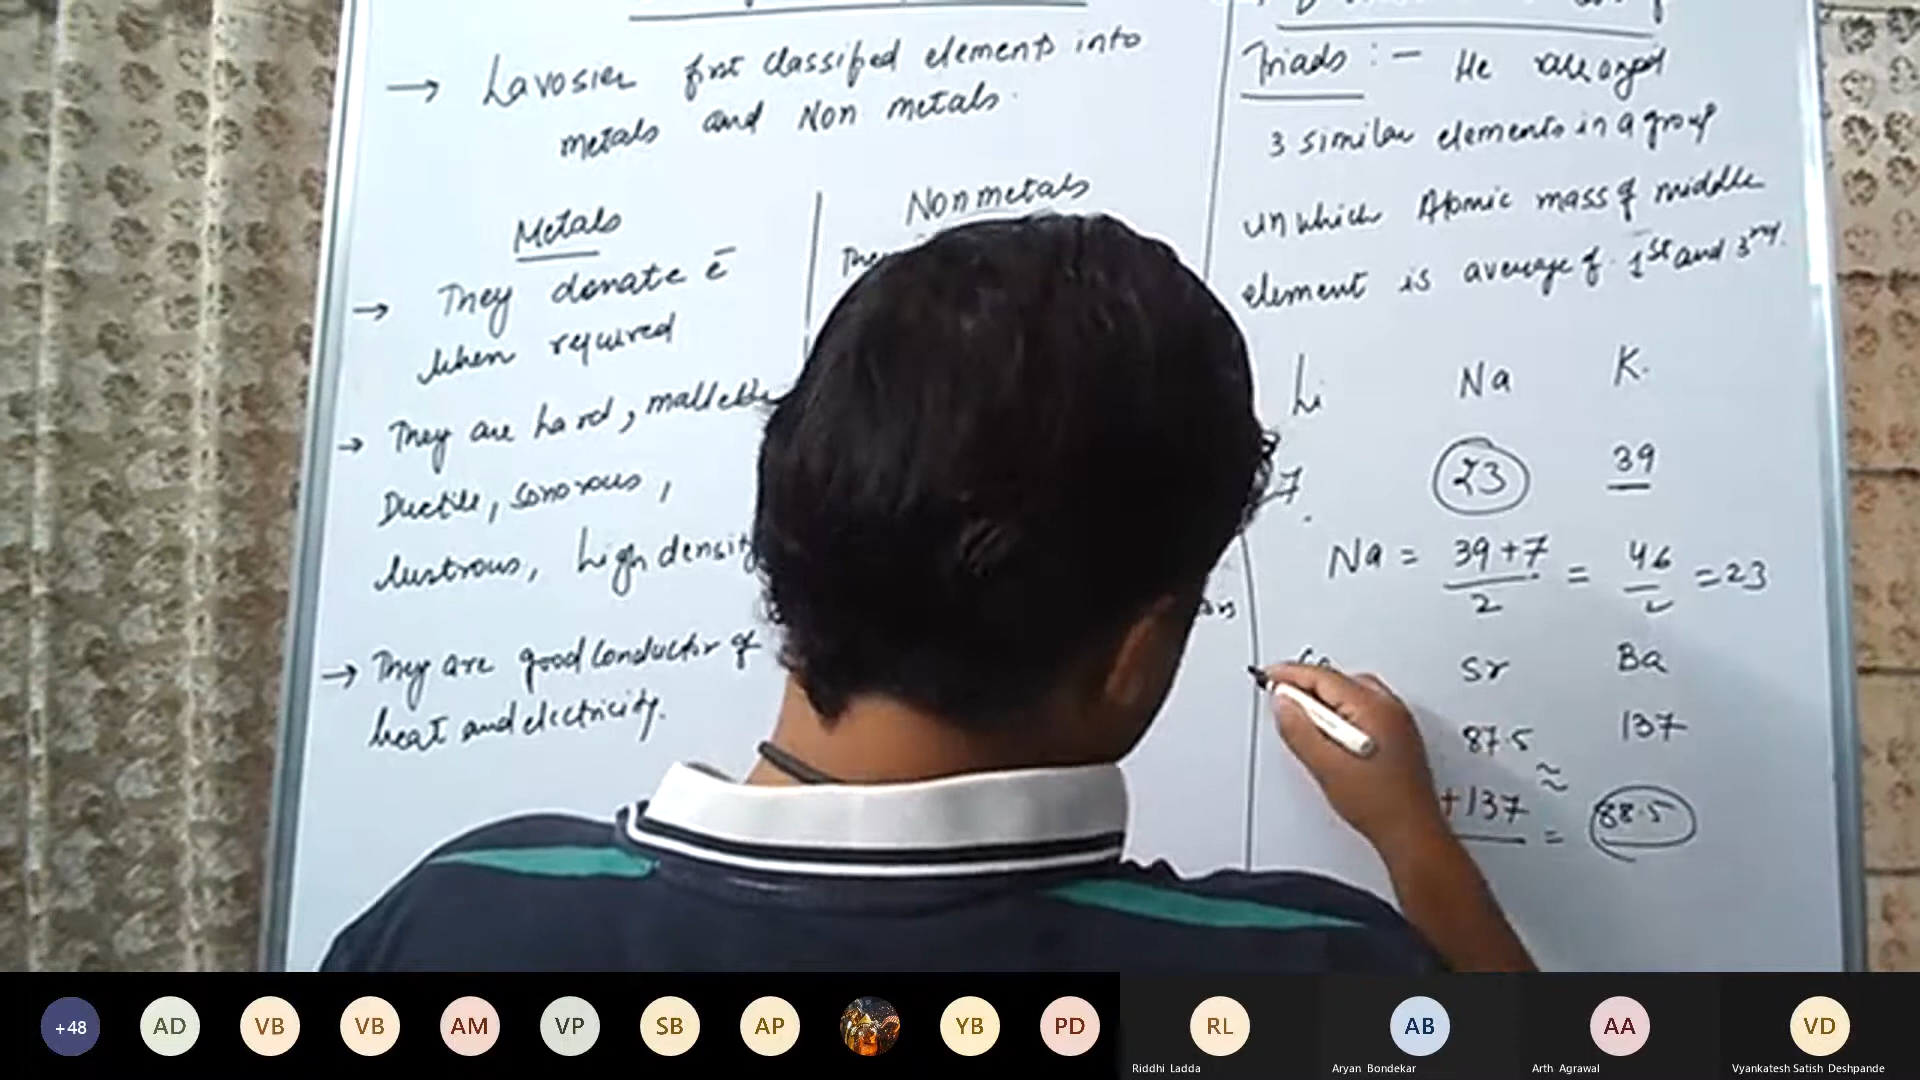 → Lavosier first classified elements into
metals and Non metals.
Metals
→ They donate ē
when required
→ They are hard, malleable
Ductile, sonorous,
lustrous, high density
→ They are good conductor of
heat and electricity.
Nonmetals
Triads :- He arranged
3 similar elements in a group
in which Atomic mass of middle
element is average of 1st and 3rd.
Li Na K.
7. 23 39
Na = 39+7 / 2 = 46 / 2 = 23
Sr Ba
87.5 137
+137 ≈ = 88.5
+48 AD VB VB AM VP SB AP YB PD RL AB AA VD
Riddhi Ladda Aryan Bondekar Arth Agrawal Vyankatesh Satish Deshpande